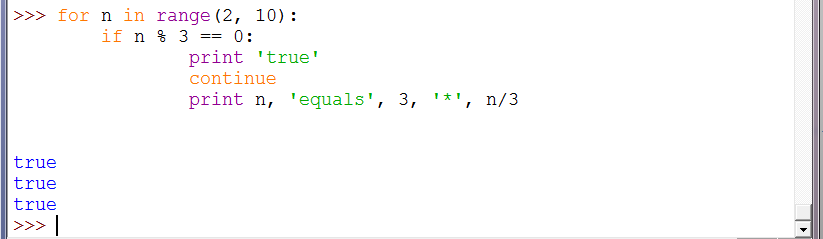 >>> for n in range(2, 10):
        if n % 3 == 0:
                print 'true'
                continue
                print n, 'equals', 3, '*', n/3
true
true
true
>>>